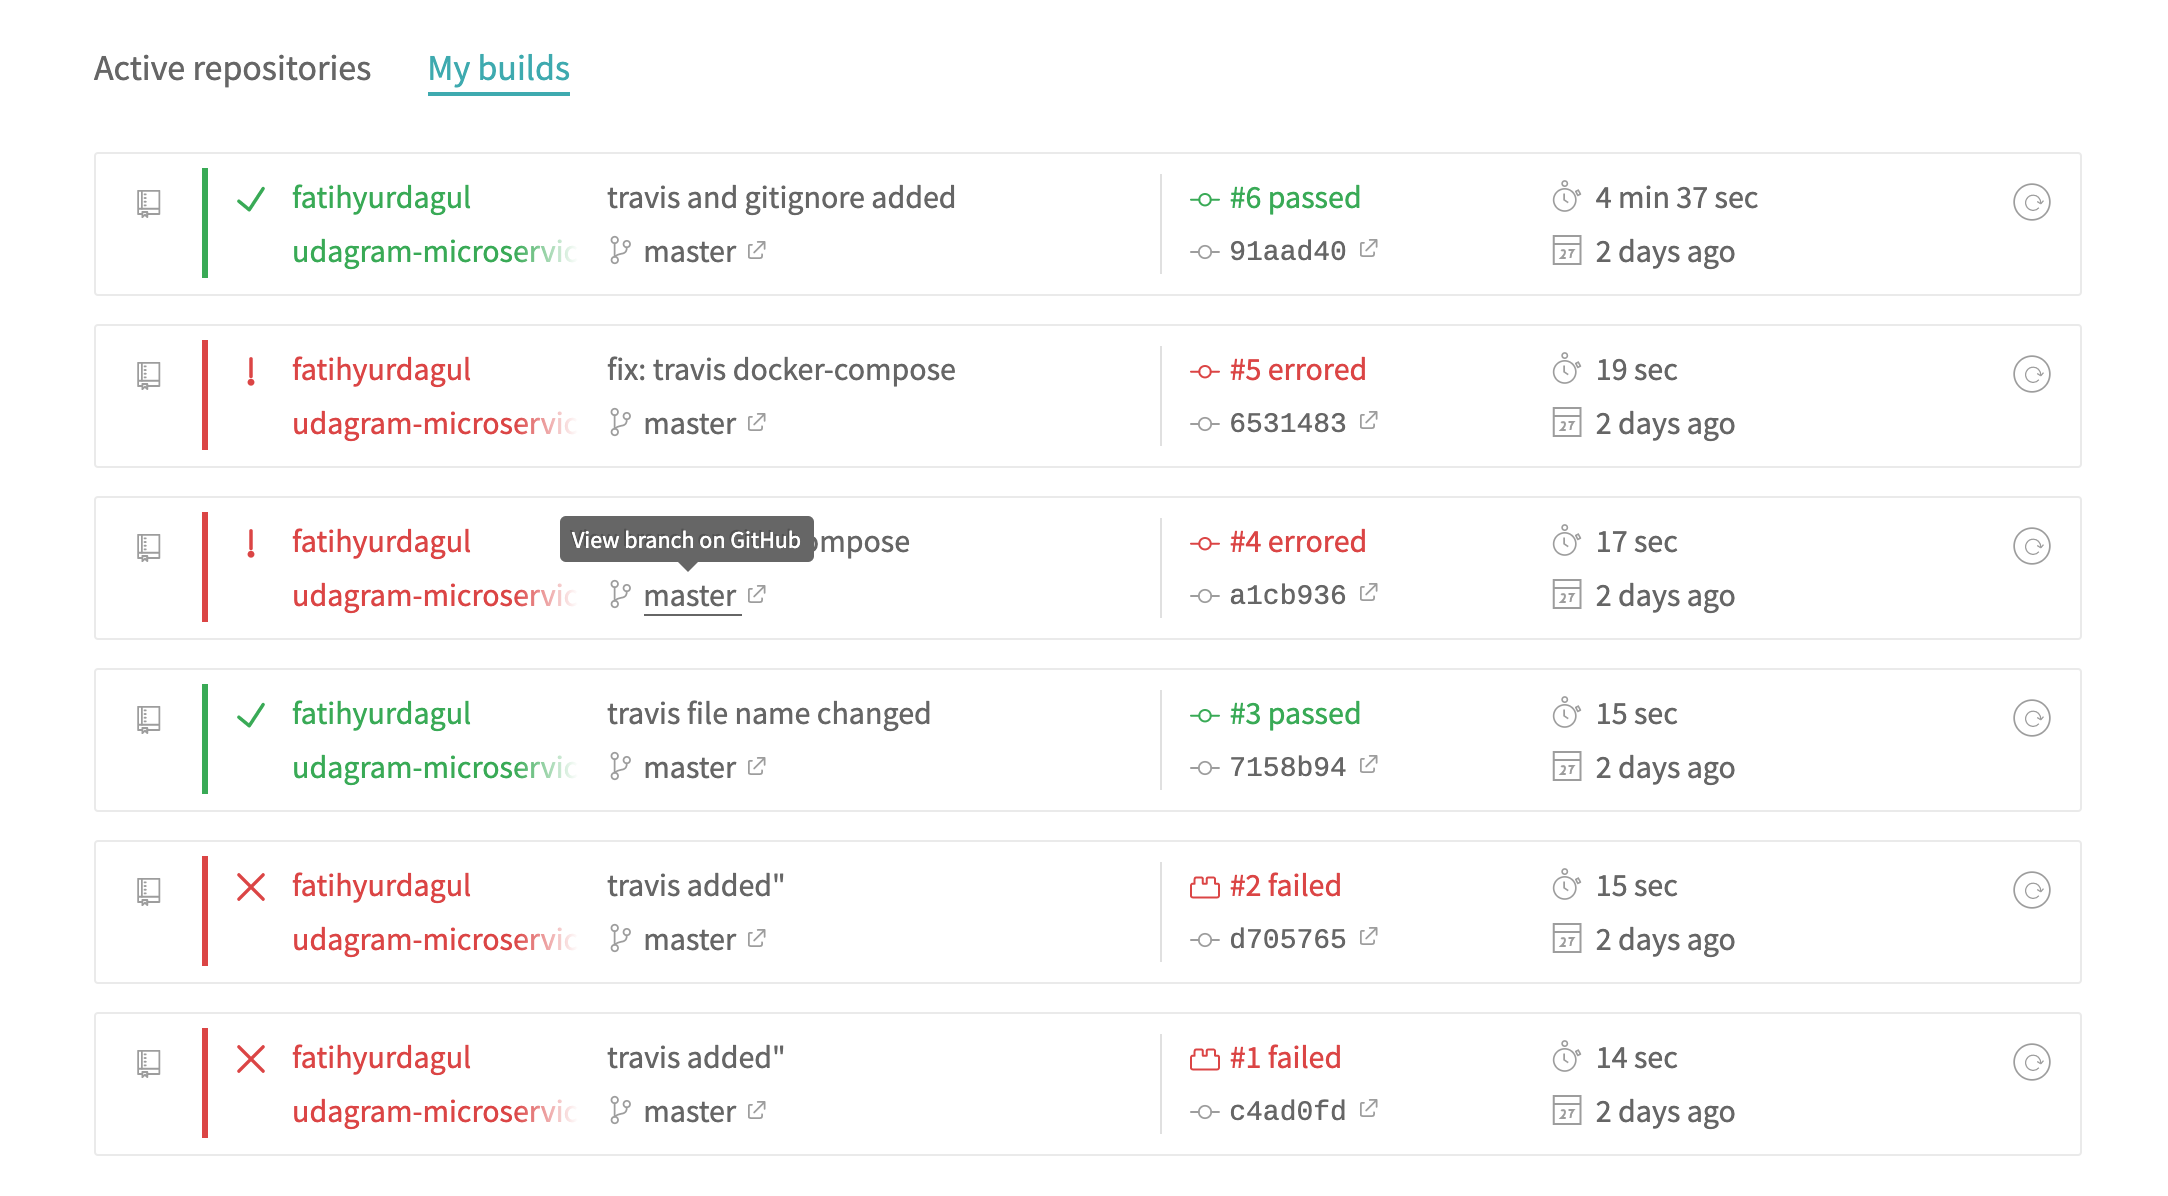 Active repositories My builds
fatihyurdagul travis and gitignore added #6 passed 4 min 37 sec
udagram-microservic master 91aad40 27 2 days ago
fatihyurdagul fix: travis docker-compose #5 errored 19 sec
udagram-microservic master 6531483 27 2 days ago
fatihyurdagul View branch on GitHub ompose #4 errored 17 sec
udagram-microservic master a1cb936 27 2 days ago
fatihyurdagul travis file name changed #3 passed 15 sec
udagram-microservic master 7158b94 27 2 days ago
fatihyurdagul travis added" #2 failed 15 sec
udagram-microservic master d705765 27 2 days ago
fatihyurdagul travis added" #1 failed 14 sec
udagram-microservic master c4ad0fd 27 2 days ago